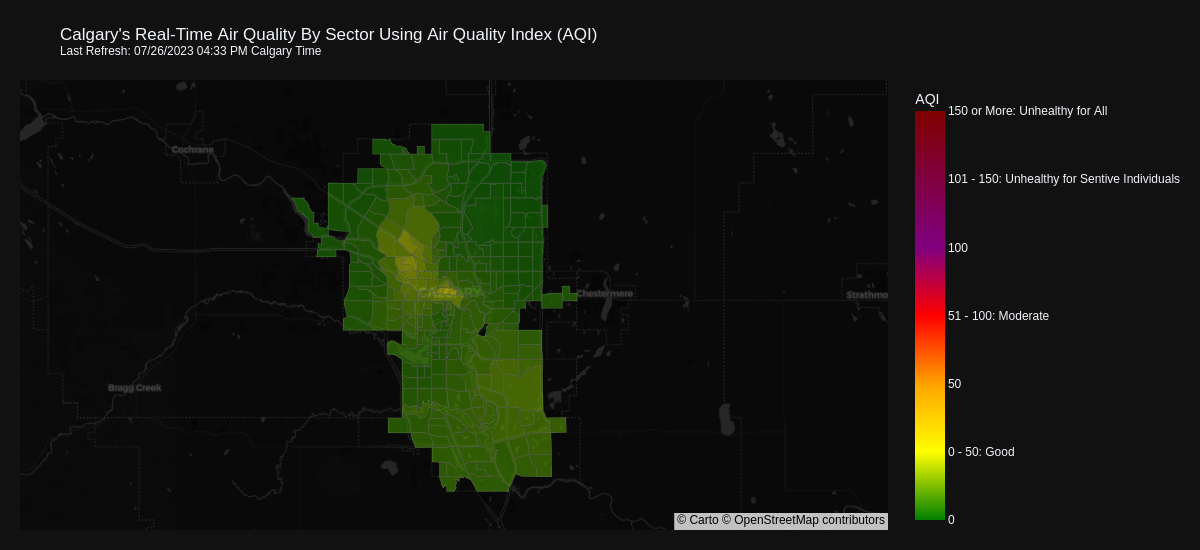 Calgary's Real-Time Air Quality By Sector Using Air Quality Index (AQI)
Last Refresh: 07/26/2023 04:33 PM Calgary Time
AQI
150 or More: Unhealthy for All
Cochrane
101 - 150: Unhealthy for Sentive Individuals
100
CALGARY
Chestermere
Strathmo
51 - 100: Moderate
Bragg Creek
50
0 - 50: Good
0
© Carto © OpenStreetMap contributors